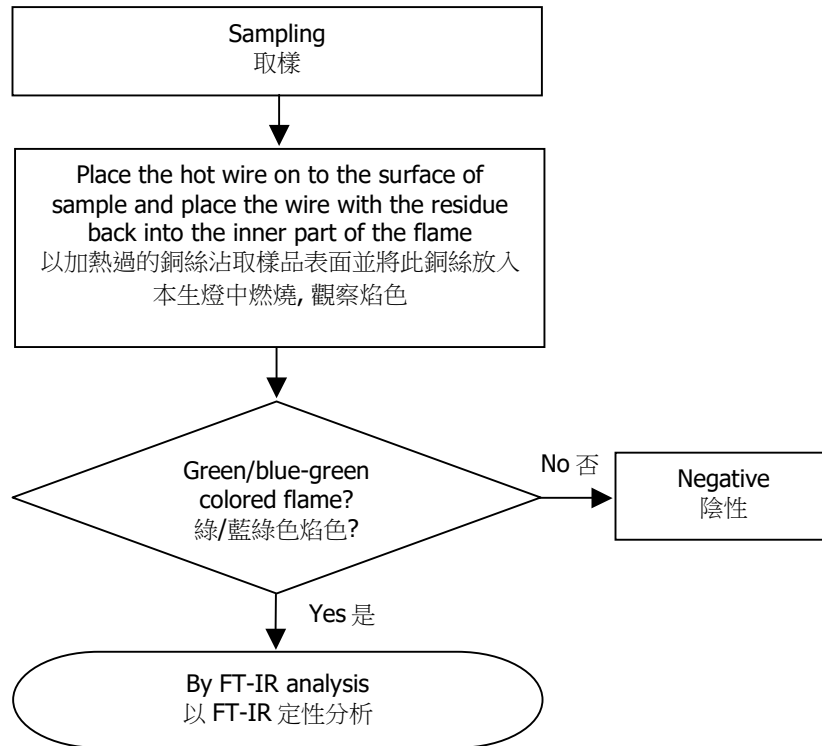 Sampling
取樣
Place the hot wire on to the surface of
sample and place the wire with the residue
back into the inner part of the flame
以加熱過的銅絲沾取樣品表面並將此銅絲放入
本生燈中燃燒, 觀察焰色
Green/blue-green
colored flame?
綠/藍綠色焰色?
No 否
Negative
陰性
Yes 是
By FT-IR analysis
以 FT-IR 定性分析